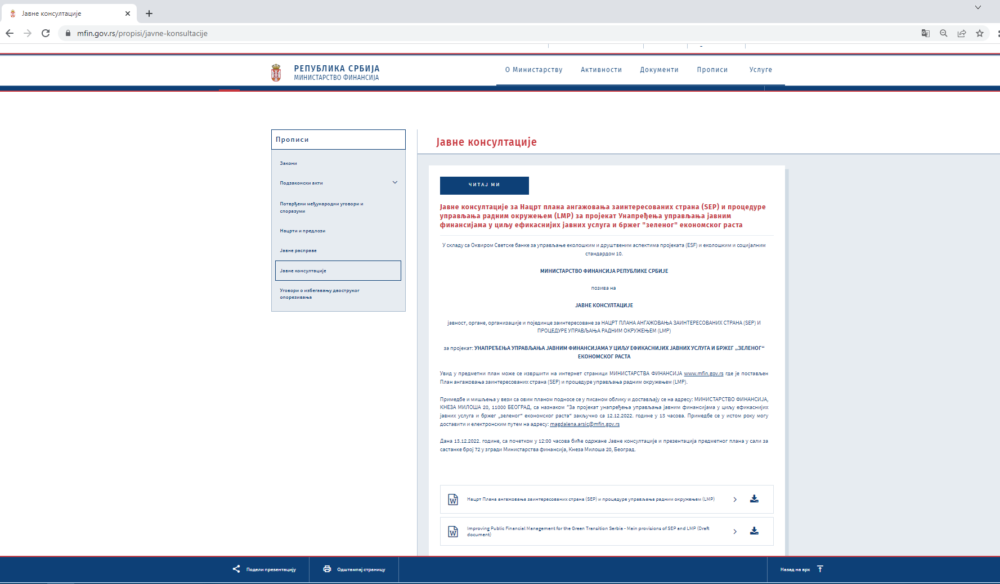 Јавне консултације
mfin.gov.rs/propisi/javne-konsultacije
РЕПУБЛИКА СРБИЈА
МИНИСТАРСТВО ФИНАНСИЈА
О Министарству Активности Документи Прописи Услуге
Прописи
Закони
Подзаконски акти
Потврђени међународни уговори и
споразуми
Нацрти и предлози
Јавне расправе
Јавне консултације
Уговори о избегавању двоструког
опорезивања
Јавне консултације
ЧИТАЈ МИ
Јавне консултације за Нацрт плана ангажовања заинтересованих страна (SEP) и процедуре
управљања радним окружењем (LMP) за пројекат Унапређења управљања јавним
финансијама у циљу ефикаснијих јавних услуга и бржег "зеленог" економског раста
У складу са Оквиром Светске банке за управљање еколошким и друштвеним аспектима пројеката (ESF) и еколошким и социјалним
стандардом 10.
МИНИСТАРСТВО ФИНАНСИЈА РЕПУБЛИКЕ СРБИЈЕ
позива на
ЈАВНЕ КОНСУЛТАЦИЈЕ
јавност, органе, организације и појединце заинтересоване за НАЦРТ ПЛАНА АНГАЖОВАЊА ЗАИНТЕРЕСОВАНИХ СТРАНА (SEP) И
ПРОЦЕДУРЕ УПРАВЉАЊА РАДНИМ ОКРУЖЕЊЕМ (LMP)
за пројекат: УНАПРЕЂЕЊА УПРАВЉАЊА ЈАВНИМ ФИНАНСИЈАМА У ЦИЉУ ЕФИКАСНИЈИХ ЈАВНИХ УСЛУГА И БРЖЕГ „ЗЕЛЕНОГ“
ЕКОНОМСКОГ РАСТА
Увид у предметни план може се извршити на интернет страници МИНИСТАРСТВА ФИНАНСИЈА www.mfin.gov.rs где је постављен
План ангажовања заинтересованих страна (SEP) и процедуре управљања радним окружењем (LMP).
Примедбе и мишљења у вези са овим планом подносе се у писаном облику и достављају се на адресу: МИНИСТАРСТВО ФИНАНСИЈА,
КНЕЗА МИЛОША 20, 11000 БЕОГРАД, са назнаком "За пројекат унапређења управљања јавним финансијама у циљу ефикаснијих
јавних услуга и бржег „зеленог“ економског раста“ закључно са 12.12.2022. године у 13 часова. Примедбе се у истом року могу
доставити и електронским путем на адресу: magdalena.arsic@mfin.gov.rs
Дана 13.12.2022. године, са почетком у 12:00 часова биће одржане Јавне консултације и презентација предметног плана у сали за
састанке број 72 у згради Министарства финансија, Кнеза Милоша 20, Београд.
Нацрт Плана ангажовања заинтересованих страна (SEP) и процедуре управљања радним окружењем (LMP)
Improving Public Financial Management for the Green Transition Serbia - Main provisions of SEP and LMP (Draft
document)
Подели презентацију Одштампај страницу Назад на врх